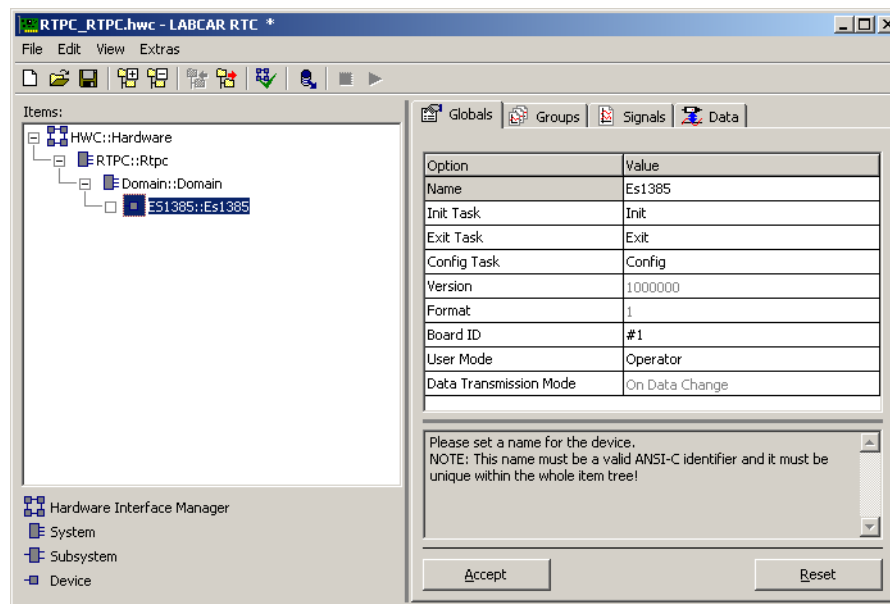 RTPC_RTPC.hwc - LABCAR RTC *
File Edit View Extras
Items:
HWC::Hardware
RTPC::Rtpc
Domain::Domain
ES1385::Es1385
Hardware Interface Manager
System
Subsystem
Device
Globals Groups Signals Data
Option Value
Name Es1385
Init Task Init
Exit Task Exit
Config Task Config
Version 1000000
Format 1
Board ID #1
User Mode Operator
Data Transmission Mode On Data Change
Please set a name for the device.
NOTE: This name must be a valid ANSI-C identifier and it must be
unique within the whole item tree!
Accept Reset